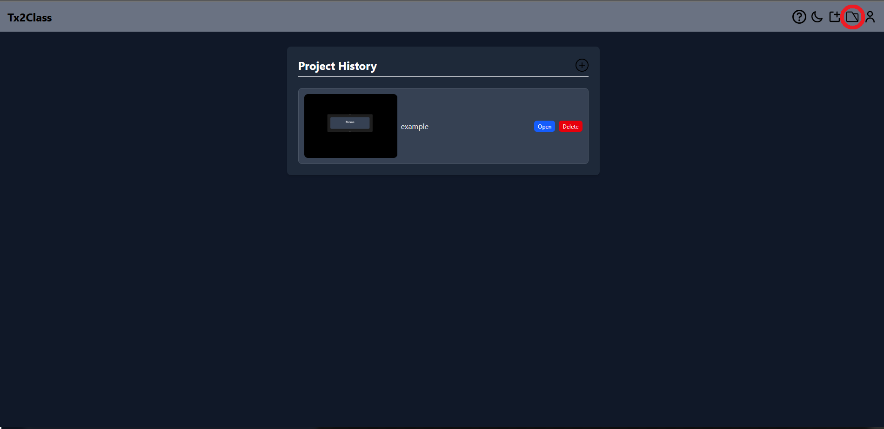 Tx2Class
Project History
example
Open
Delete